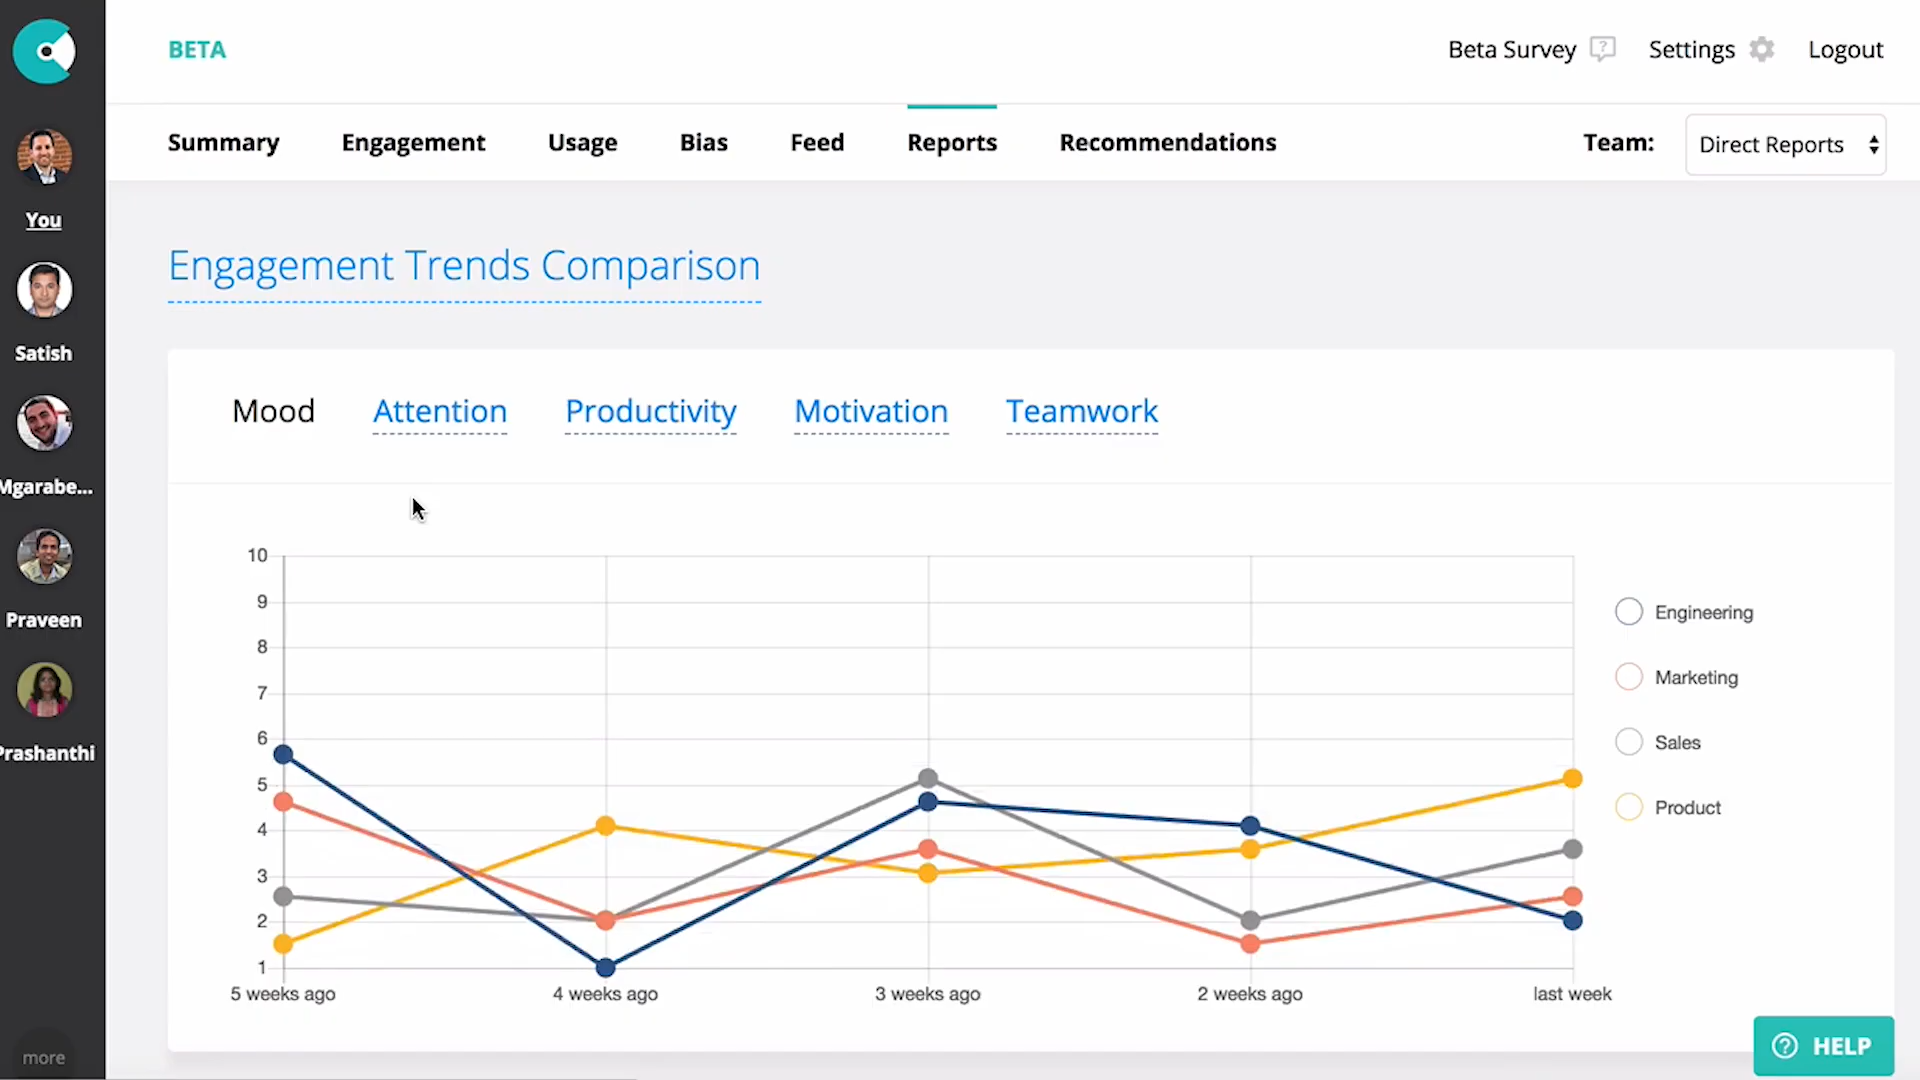 BETA
Beta Survey
Settings
Logout
Summary
Engagement
Usage
Bias
Feed
Reports
Recommendations
Team:
Direct Reports
You
Satish
Mgarabe...
Praveen
Prashanthi
more
Engagement Trends Comparison
Mood
Attention
Productivity
Motivation
Teamwork
10
9
8
7
6
5
4
3
2
1
5 weeks ago
4 weeks ago
3 weeks ago
2 weeks ago
last week
Engineering
Marketing
Sales
Product
? HELP